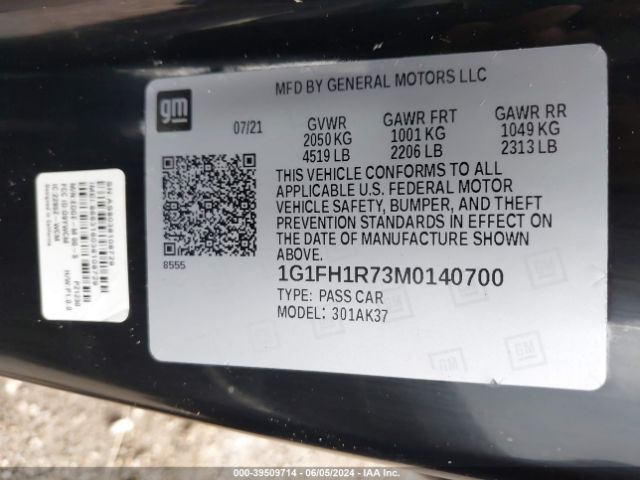 gm
MFD BY GENERAL MOTORS LLC
07/21
GVWR
2050 KG
4519 LB
GAWR FRT
1001 KG
2206 LB
GAWR RR
1049 KG
2313 LB
THIS VEHICLE CONFORMS TO ALL
APPLICABLE U.S. FEDERAL MOTOR
VEHICLE SAFETY, BUMPER, AND THEFT
PREVENTION STANDARDS IN EFFECT ON
THE DATE OF MANUFACTURE SHOWN
ABOVE.
8555
1G1FH1R73M0140700
TYPE: PASS CAR
MODEL: 301AK37
GM
GM
GM
000-39509714 - 06/05/2024 - IAA Inc.